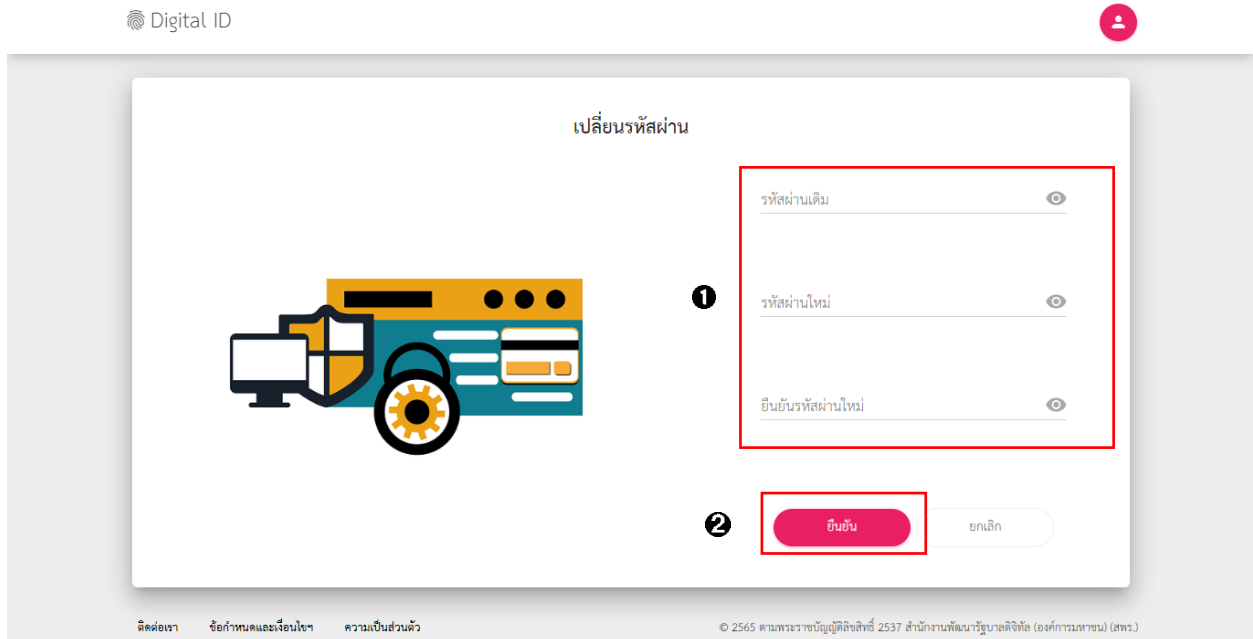 Digital ID
เปลี่ยนรหัสผ่าน
รหัสผ่านเดิม
❶
รหัสผ่านใหม่
ยืนยันรหัสผ่านใหม่
❷
ยืนยัน
ยกเลิก
ติดต่อเรา ข้อกำหนดและเงื่อนไขฯ ความเป็นส่วนตัว
© 2565 ตามพระราชบัญญัติลิขสิทธิ์ 2537 สำนักงานพัฒนารัฐบาลดิจิทัล (องค์การมหาชน) (สพร.)